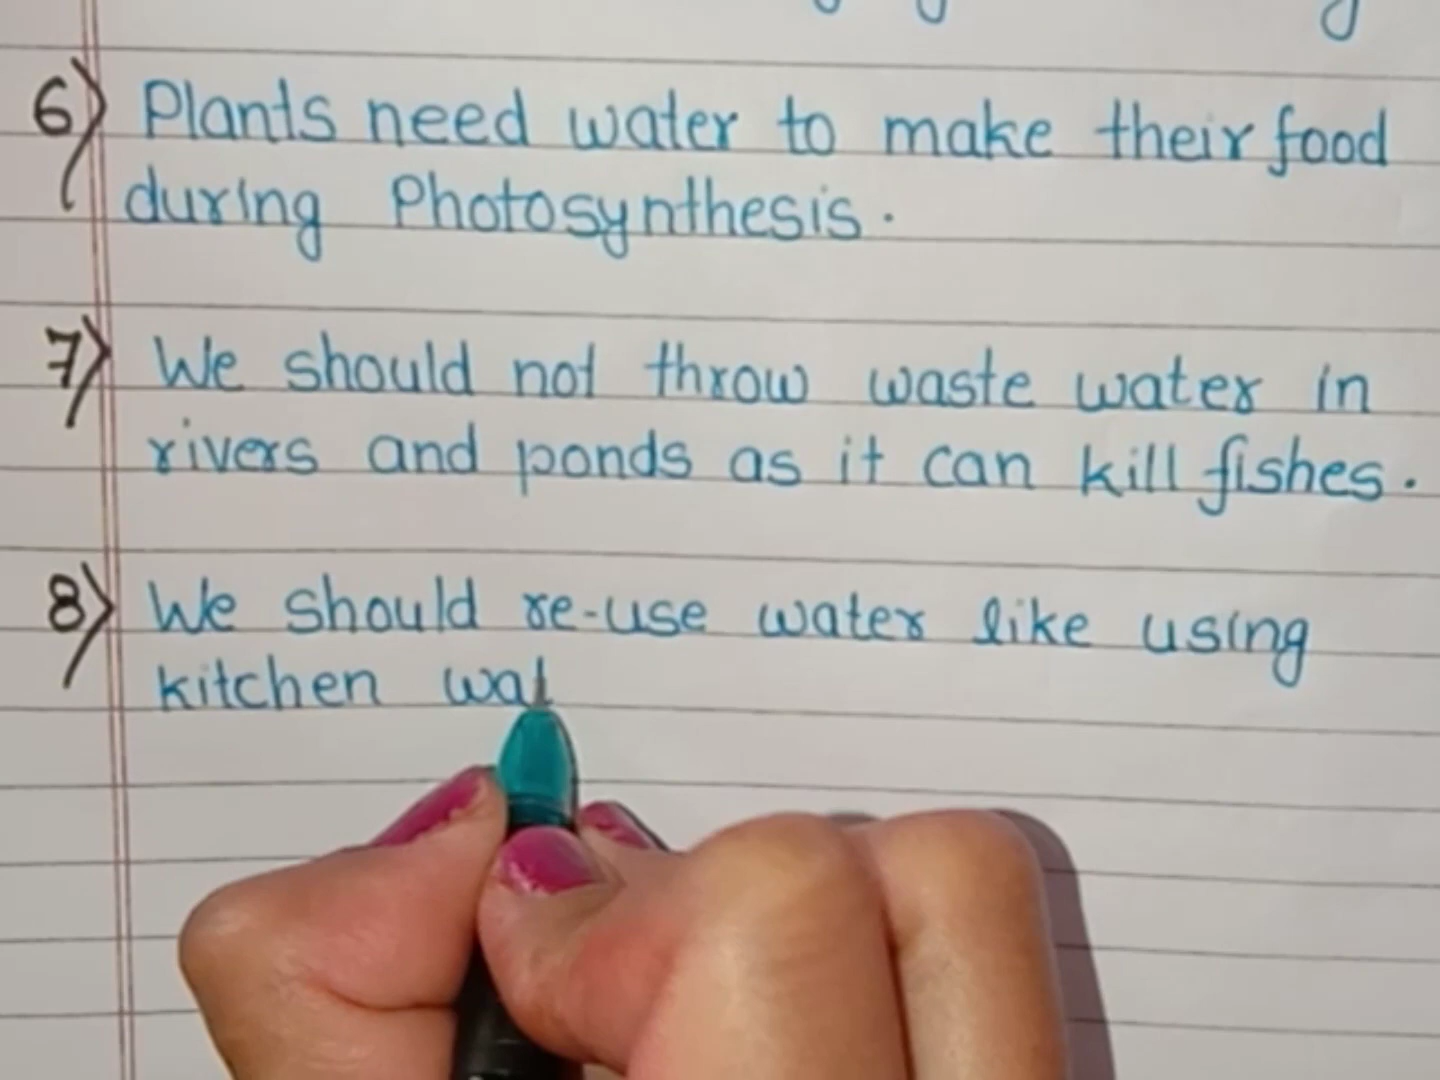 6) Plants need water to make their food
during Photosynthesis.
7) We should not throw waste water in
rivers and ponds as it can kill fishes.
8) We should re-use water like using
kitchen wat